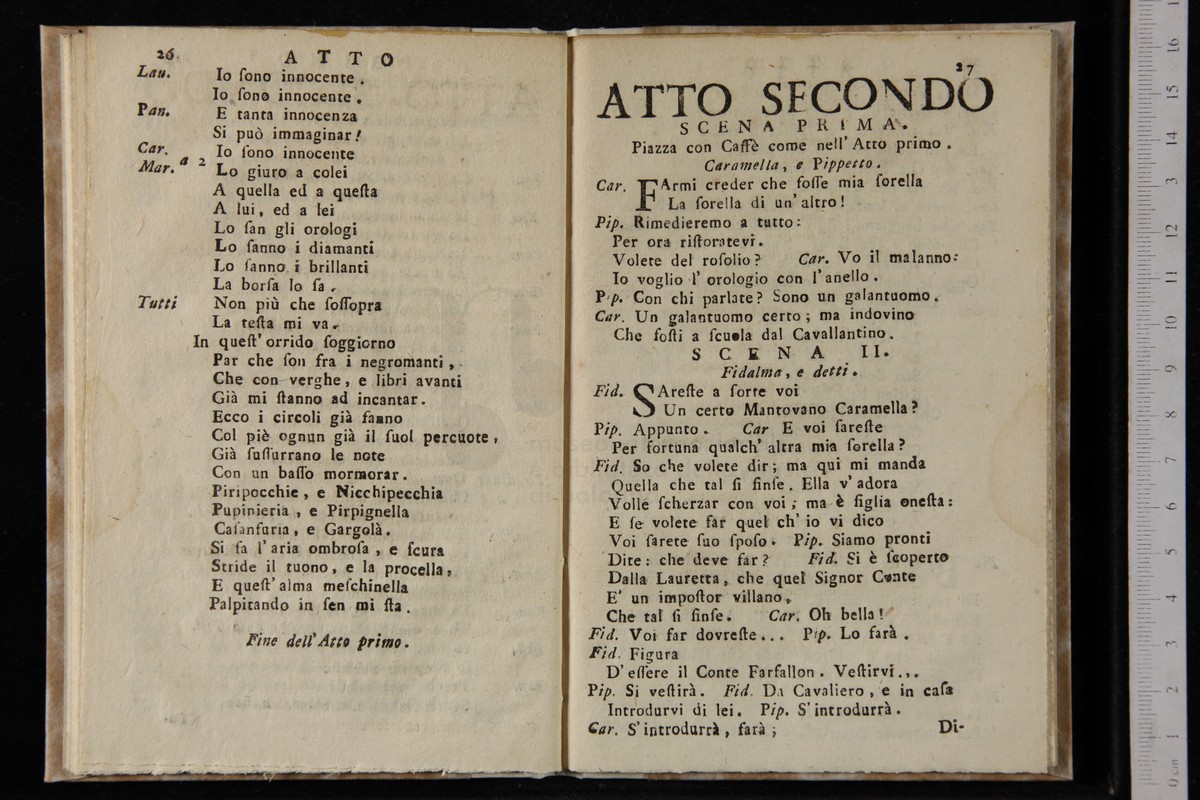 26 A T T O
Lau. Io ſono innocente.
Io ſono innocente.
Pan. E tanta innocenza
Si può immaginar!
Car. Io ſono innocente
Mar. a 2 Lo giuro a colei
A quella ed a queſta
A lui, ed a lei
Lo ſan gli orologi
Lo ſanno i diamanti
Lo ſanno i brillanti
La borſa lo ſa.
Tutti Non più che ſoſſopra
La teſta mi va.
In queſt' orrido ſoggiorno
Par che ſon fra i negromanti,
Che con verghe, e libri avanti
Già mi ſtanno ad incantar.
Ecco i circoli già fanno
Col piè ognun già il ſuol percuote,
Già ſuſſurrano le note
Con un baſſo mormorar.
Piripocchie, e Nicchipecchia
Pupinieria, e Pirpignella
Caſanfuria, e Gargolà.
Si fa l'aria ombroſa, e ſcura
Stride il tuono, e la procella,
E queſt' alma meſchinella
Palpitando in ſen mi ſta.
Fine dell' Atto primo.
27
ATTO SECONDO
SCENA PRIMA.
Piazza con Caffè come nell' Atto primo.
Caramella, e Pippetto.
Car. FArmi creder che foſſe mia ſorella
La ſorella di un' altro!
Pip. Rimedieremo a tutto:
Per ora riſtoratevi.
Volete del roſolio? Car. Vo il malanno:
Io voglio l' orologio con l'anello.
Pip. Con chi parlate? Sono un galantuomo.
Car. Un galantuomo certo; ma indovino
Che foſti a ſcuola dal Cavallantino.
S C E N A II.
Fidalma, e detti.
Fid. SAreſte a ſorte voi
Un certo Mantovano Caramella?
Pip. Appunto. Car E voi ſareſte
Per fortuna qualch' altra mia ſorella?
Fid. So che volete dir; ma qui mi manda
Quella che tal ſi finſe. Ella v' adora
Volle ſcherzar con voi; ma è figlia oneſta:
E ſe volete far quel ch' io vi dico
Voi ſarete ſuo ſpoſo. Pip. Siamo pronti
Dite: che deve far? Fid. Si è ſcoperto
Dalla Lauretta, che quel Signor Conte
E' un impoſtor villano,
Che tal ſi finſe. Car. Oh bella!
Fid. Voi far dovreſte... Pip. Lo farà.
Fid. Figura
D' eſſere il Conte Farfallon. Veſtirvi...
Pip. Si veſtirà. Fid. Da Cavaliero, e in caſa
Introdurvi di lei. Pip. S'introdurrà.
Car. S'introdurrà, farà;
Di-